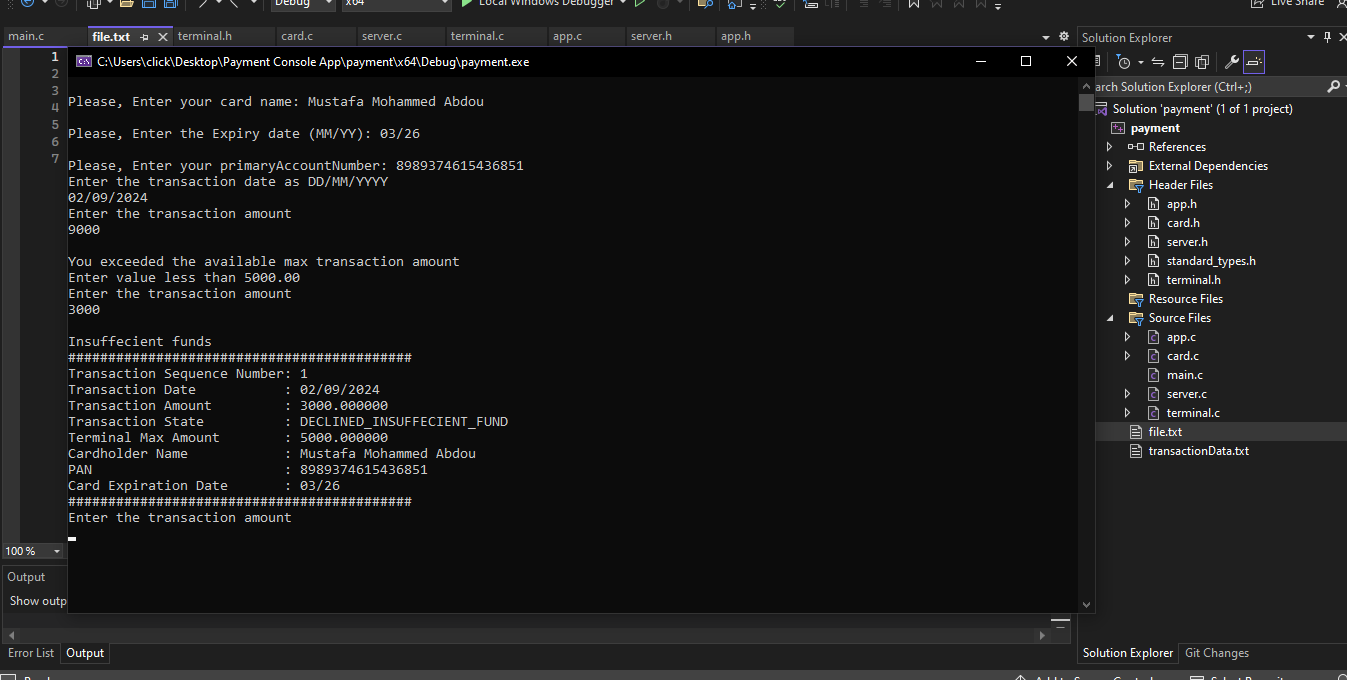 Debug
x64
Local Windows Debugger
Live Share
main.c
file.txt
terminal.h
card.c
server.c
terminal.c
app.c
server.h
app.h
1
2
3
4
5
6
7
C:\Users\click\Desktop\Payment Console App\payment\x64\Debug\payment.exe
Please, Enter your card name: Mustafa Mohammed Abdou
Please, Enter the Expiry date (MM/YY): 03/26
Please, Enter your primaryAccountNumber: 8989374615436851
Enter the transaction date as DD/MM/YYYY
02/09/2024
Enter the transaction amount
9000
You exceeded the available max transaction amount
Enter value less than 5000.00
Enter the transaction amount
3000
Insuffecient funds
###########################################
Transaction Sequence Number: 1
Transaction Date           : 02/09/2024
Transaction Amount         : 3000.000000
Transaction State          : DECLINED_INSUFFECIENT_FUND
Terminal Max Amount        : 5000.000000
Cardholder Name            : Mustafa Mohammed Abdou
PAN                        : 8989374615436851
Card Expiration Date       : 03/26
###########################################
Enter the transaction amount
100 %
Output
Show outp
Error List
Output
Solution Explorer
arch Solution Explorer (Ctrl+;)
Solution 'payment' (1 of 1 project)
payment
References
External Dependencies
Header Files
app.h
card.h
server.h
standard_types.h
terminal.h
Resource Files
Source Files
app.c
card.c
main.c
server.c
terminal.c
file.txt
transactionData.txt
Solution Explorer
Git Changes